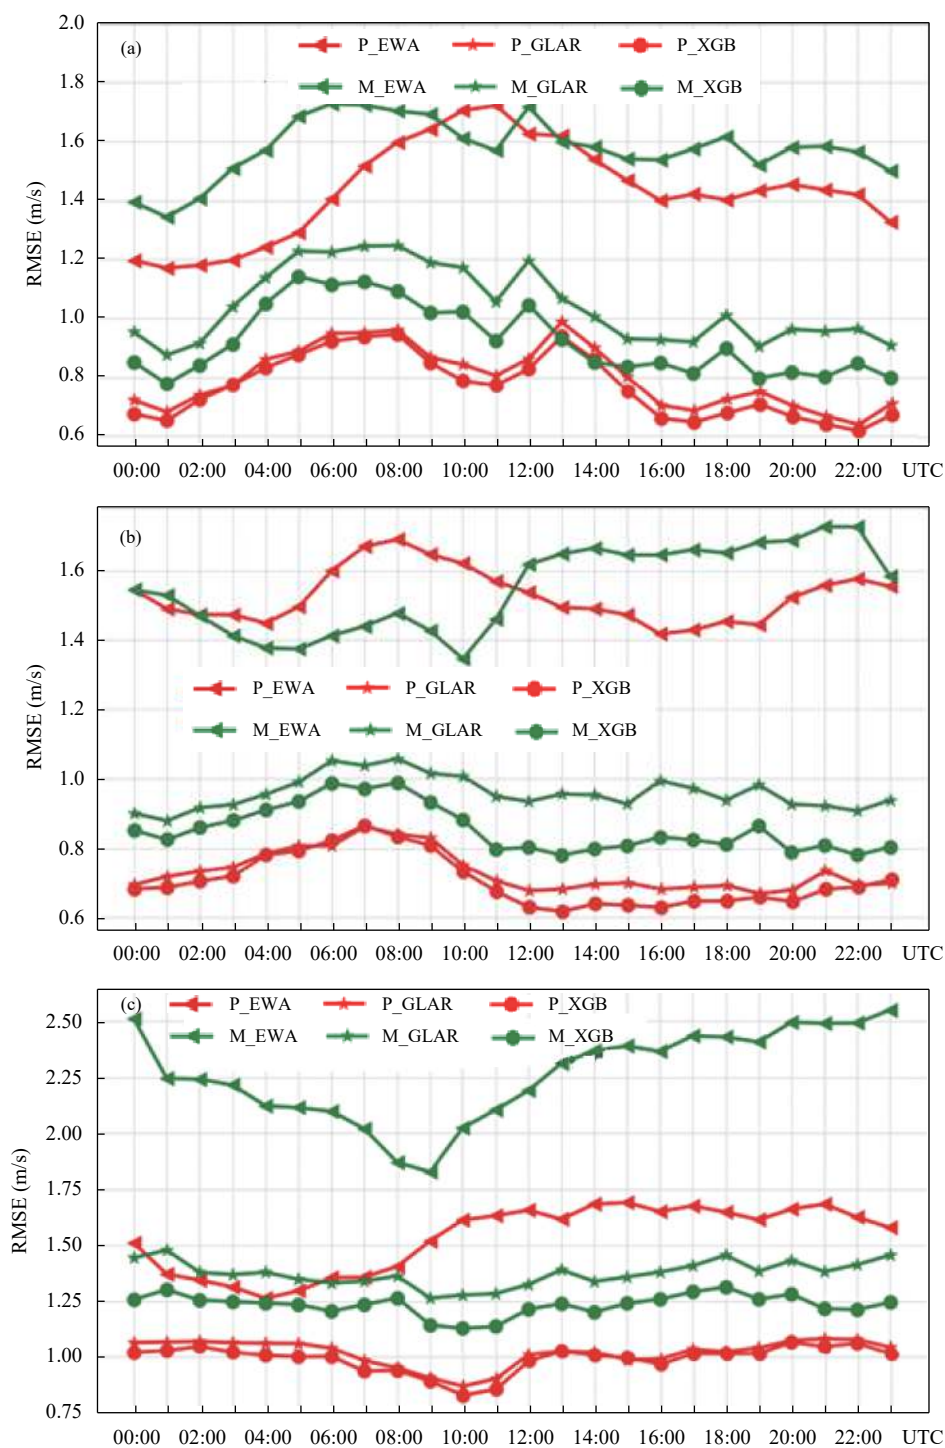 2.0
(a)
P_EWA P_GLAR P_XGB
1.8
M_EWA M_GLAR M_XGB
1.6
1.4
RMSE (m/s)
1.2
1.0
0.8
0.6
00:00 02:00 04:00 06:00 08:00 10:00 12:00 14:00 16:00 18:00 20:00 22:00 UTC
(b)
1.6
1.4
P_EWA P_GLAR P_XGB
RMSE (m/s)
1.2
M_EWA M_GLAR M_XGB
1.0
0.8
0.6
00:00 02:00 04:00 06:00 08:00 10:00 12:00 14:00 16:00 18:00 20:00 22:00 UTC
(c)
P_EWA P_GLAR P_XGB
2.50
M_EWA M_GLAR M_XGB
2.25
2.00
1.75
RMSE (m/s)
1.50
1.25
1.00
0.75
00:00 02:00 04:00 06:00 08:00 10:00 12:00 14:00 16:00 18:00 20:00 22:00 UTC